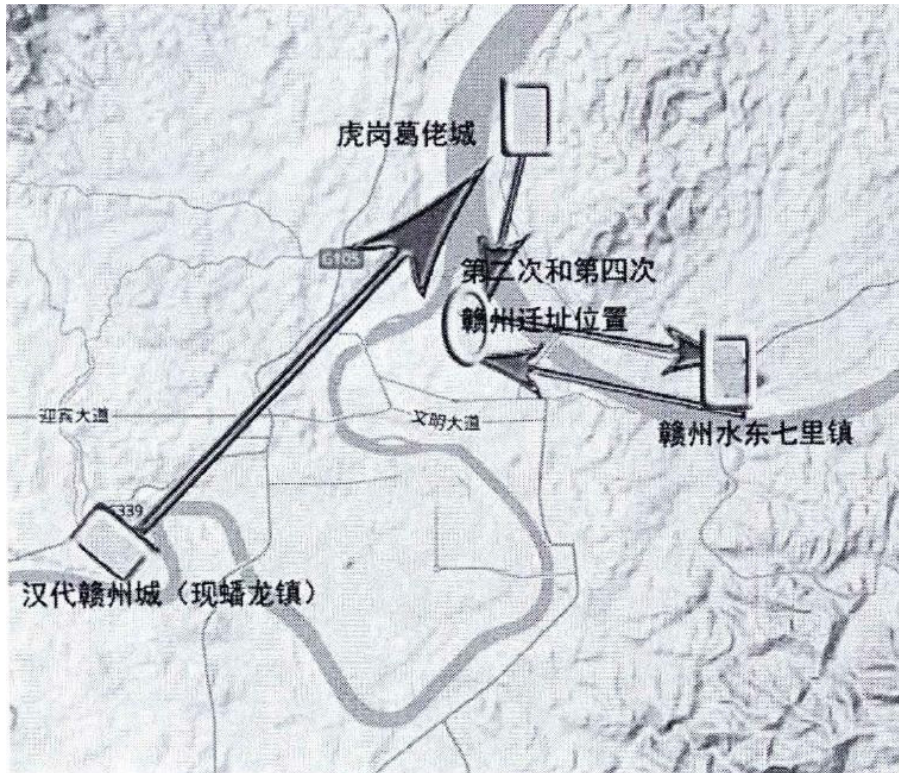 虎岗葛佬城
G105
第二次和第四次
赣州迁址位置
迎宾大道
文明大道
赣州水东七里镇
G339
汉代赣州城（现蟠龙镇）